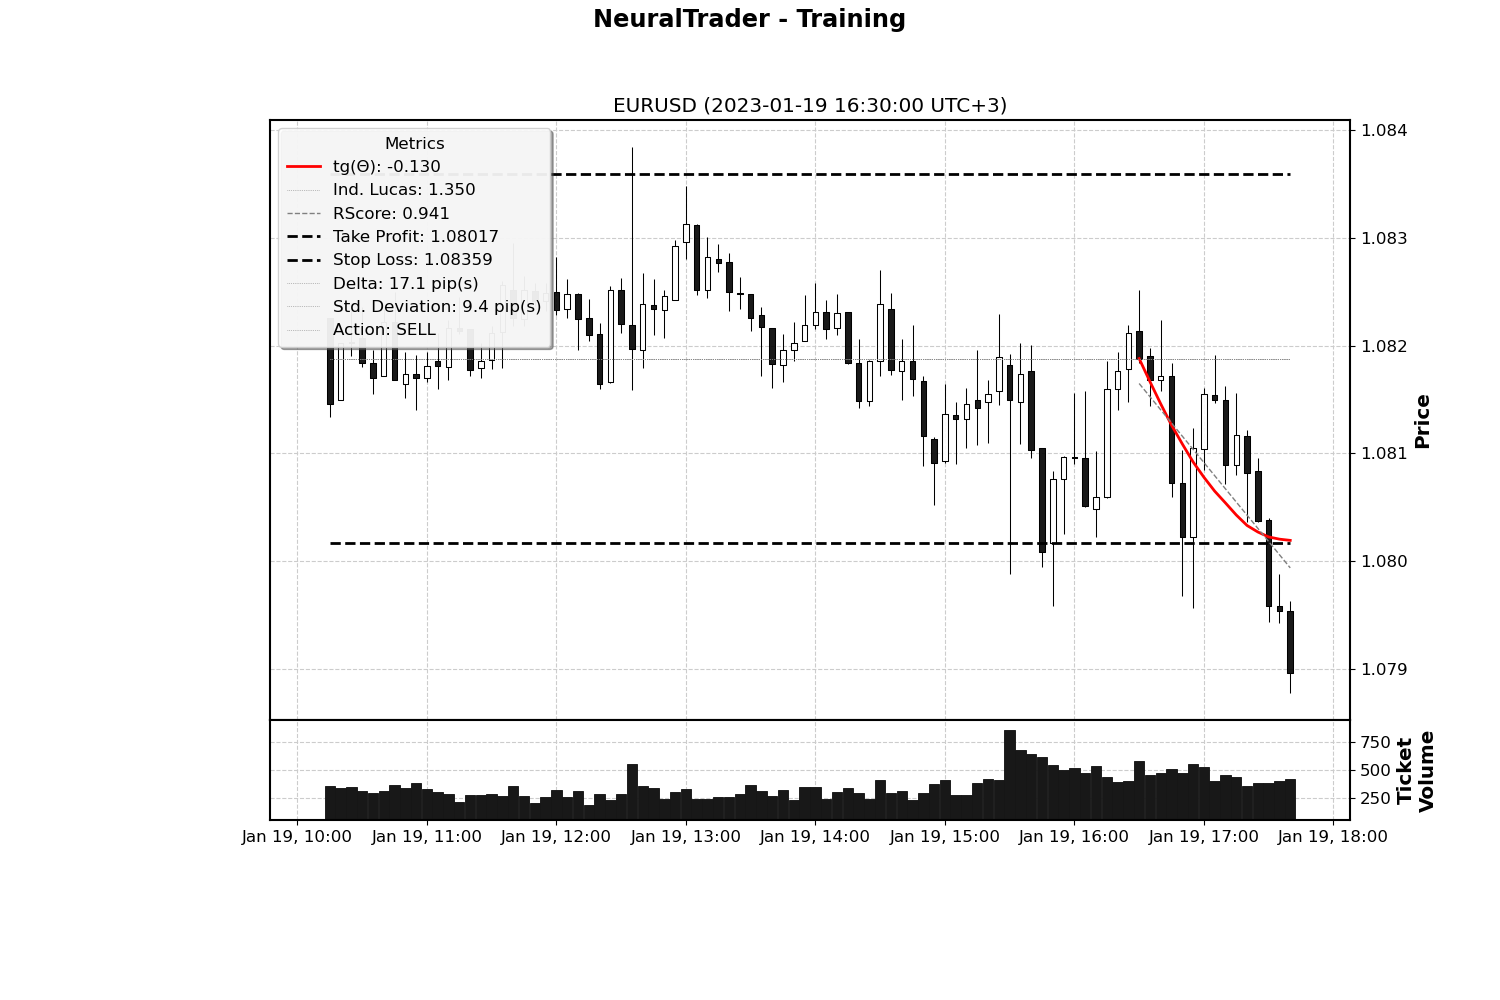 NeuralTrader - Training
EURUSD (2023-01-19 16:30:00 UTC+3)
Metrics
tg(Θ): -0.130
Ind. Lucas: 1.350
RScore: 0.941
Take Profit: 1.08017
Stop Loss: 1.08359
Delta: 17.1 pip(s)
Std. Deviation: 9.4 pip(s)
Action: SELL
1.084
1.083
1.082
1.081
1.080
1.079
Price
750
500
250
Ticket
Volume
Jan 19, 10:00 Jan 19, 11:00 Jan 19, 12:00 Jan 19, 13:00 Jan 19, 14:00 Jan 19, 15:00 Jan 19, 16:00 Jan 19, 17:00 Jan 19, 18:00